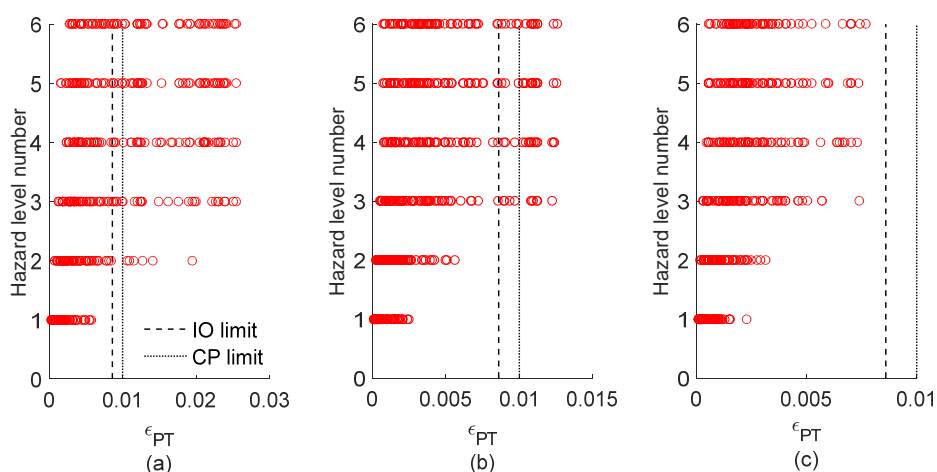 Hazard level number
6
5
4
3
2
1
0
0 0.01 0.02 0.03
IO limit
CP limit
ϵPT
(a)
Hazard level number
6
5
4
3
2
1
0
0 0.005 0.01 0.015
ϵPT
(b)
Hazard level number
6
5
4
3
2
1
0
0 0.005 0.01
ϵPT
(c)